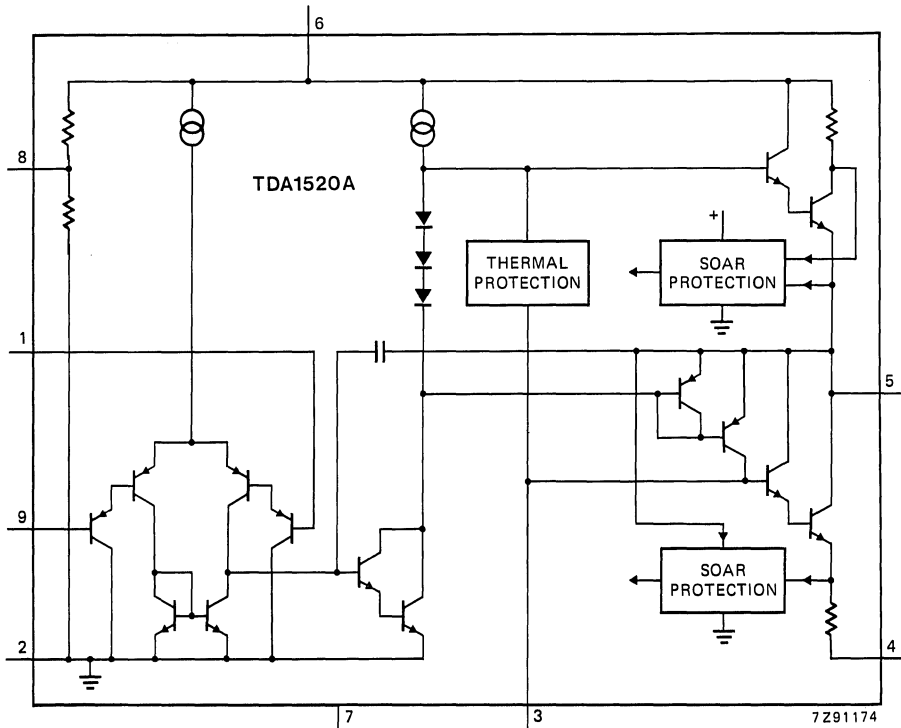 6
8
TDA1520A
+
THERMAL
PROTECTION
SOAR
PROTECTION
1
5
9
SOAR
PROTECTION
2
4
7
3
7Z91174